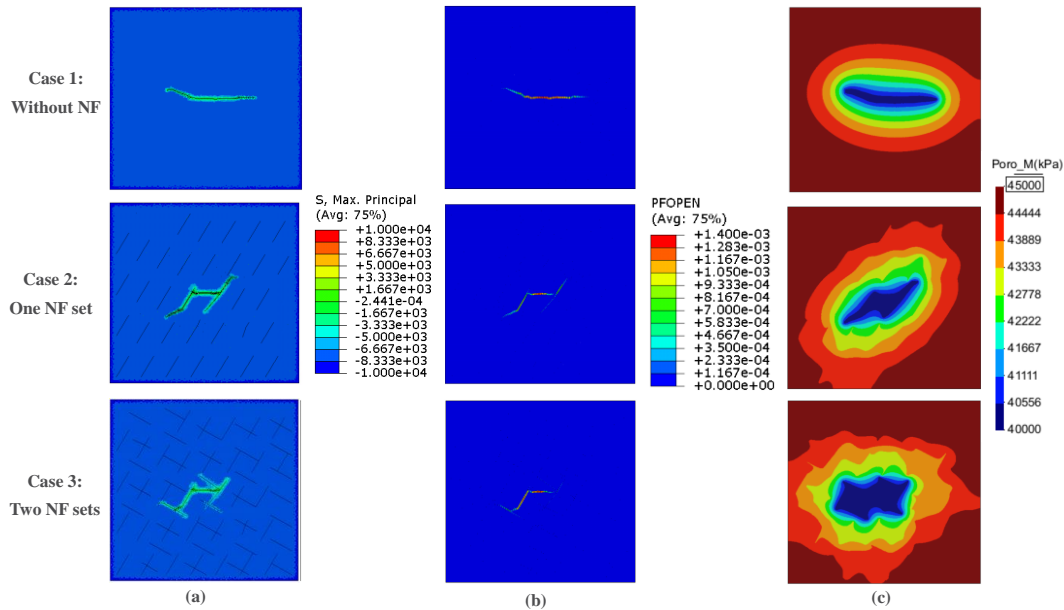 Case 1:
Without NF
Case 2:
One NF set
Case 3:
Two NF sets
S, Max. Principal
(Avg: 75%)
+1.000e+04
+8.333e+03
+6.667e+03
+5.000e+03
+3.333e+03
+1.667e+03
-2.441e-04
-1.667e+03
-3.333e+03
-5.000e+03
-6.667e+03
-8.333e+03
-1.000e+04
PFOPEN
(Avg: 75%)
+1.400e-03
+1.283e-03
+1.167e-03
+1.050e-03
+9.333e-04
+8.167e-04
+7.000e-04
+5.833e-04
+4.667e-04
+3.500e-04
+2.333e-04
+1.167e-04
+0.000e+00
Poro_M(kPa)
45000
44444
43889
43333
42778
42222
41667
41111
40556
40000
(a)
(b)
(c)